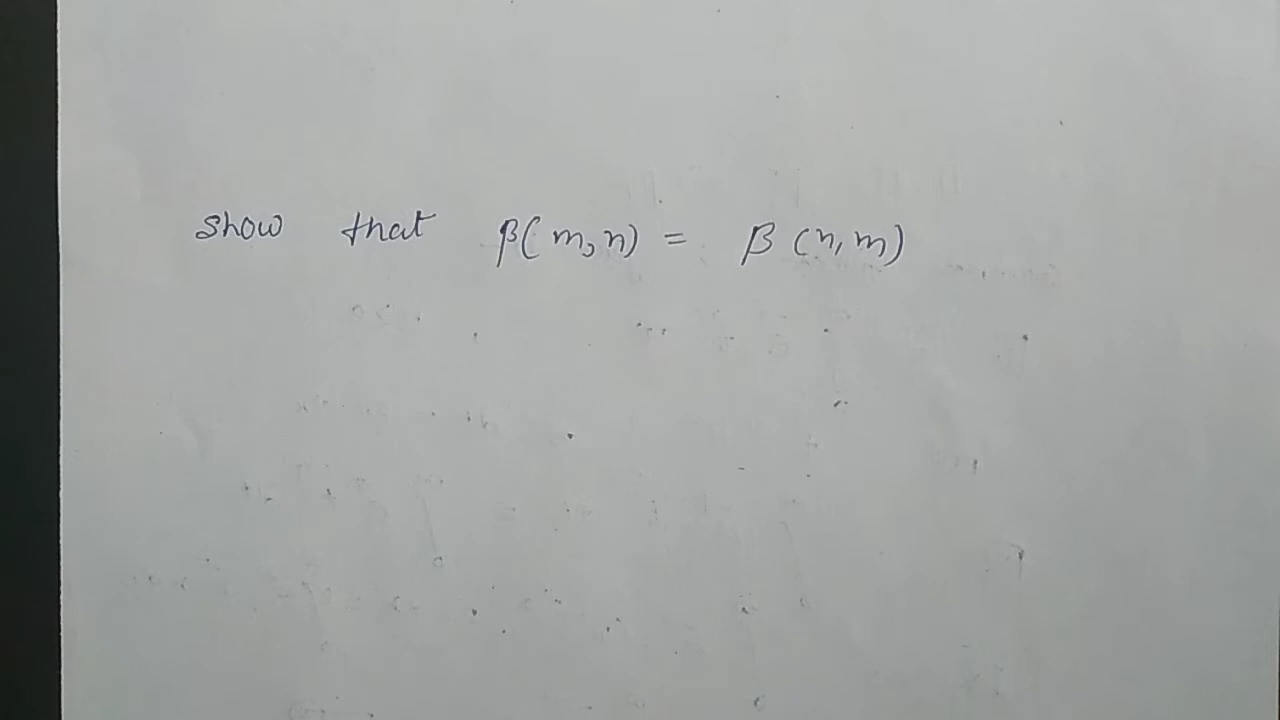 show that β(m,n) = β(n,m)